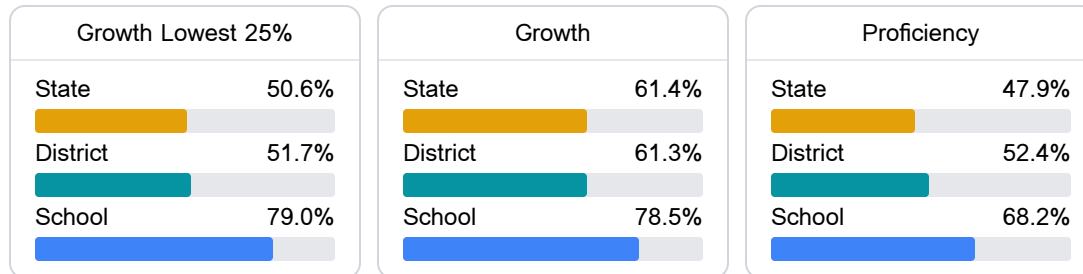 Growth Lowest 25%
State 50.6%
District 51.7%
School 79.0%
Growth
State 61.4%
District 61.3%
School 78.5%
Proficiency
State 47.9%
District 52.4%
School 68.2%